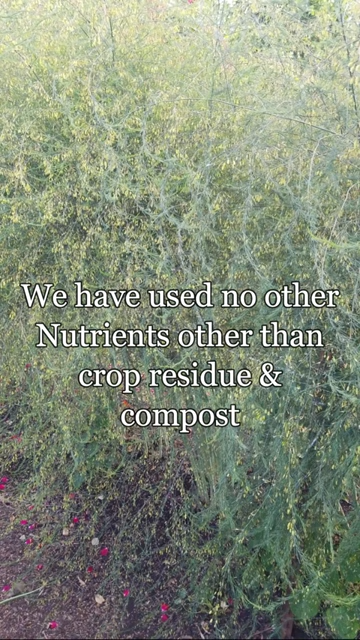 We have used no other
Nutrients other than
crop residue &
compost